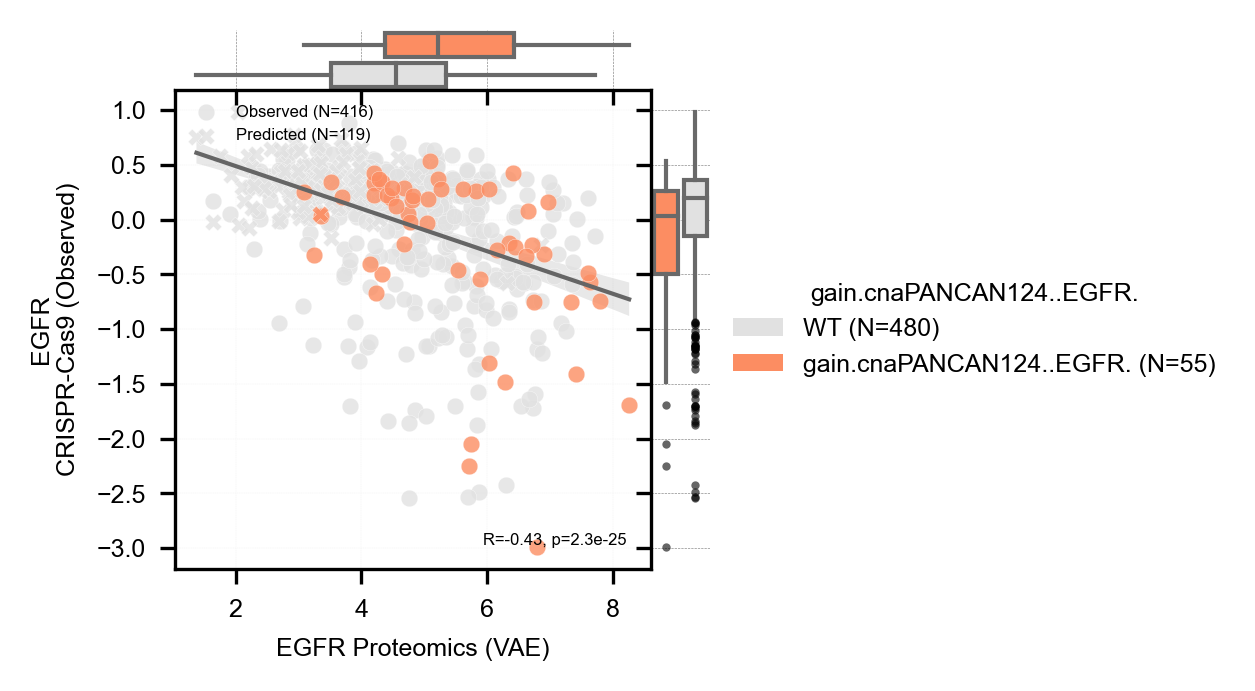 Observed (N=416)
Predicted (N=119)
1.0
0.5
0.0
−0.5
−1.0
−1.5
−2.0
−2.5
−3.0
EGFR
CRISPR-Cas9 (Observed)
R=-0.43, p=2.3e-25
2 4 6 8
EGFR Proteomics (VAE)
gain.cnaPANCAN124..EGFR.
WT (N=480)
gain.cnaPANCAN124..EGFR. (N=55)